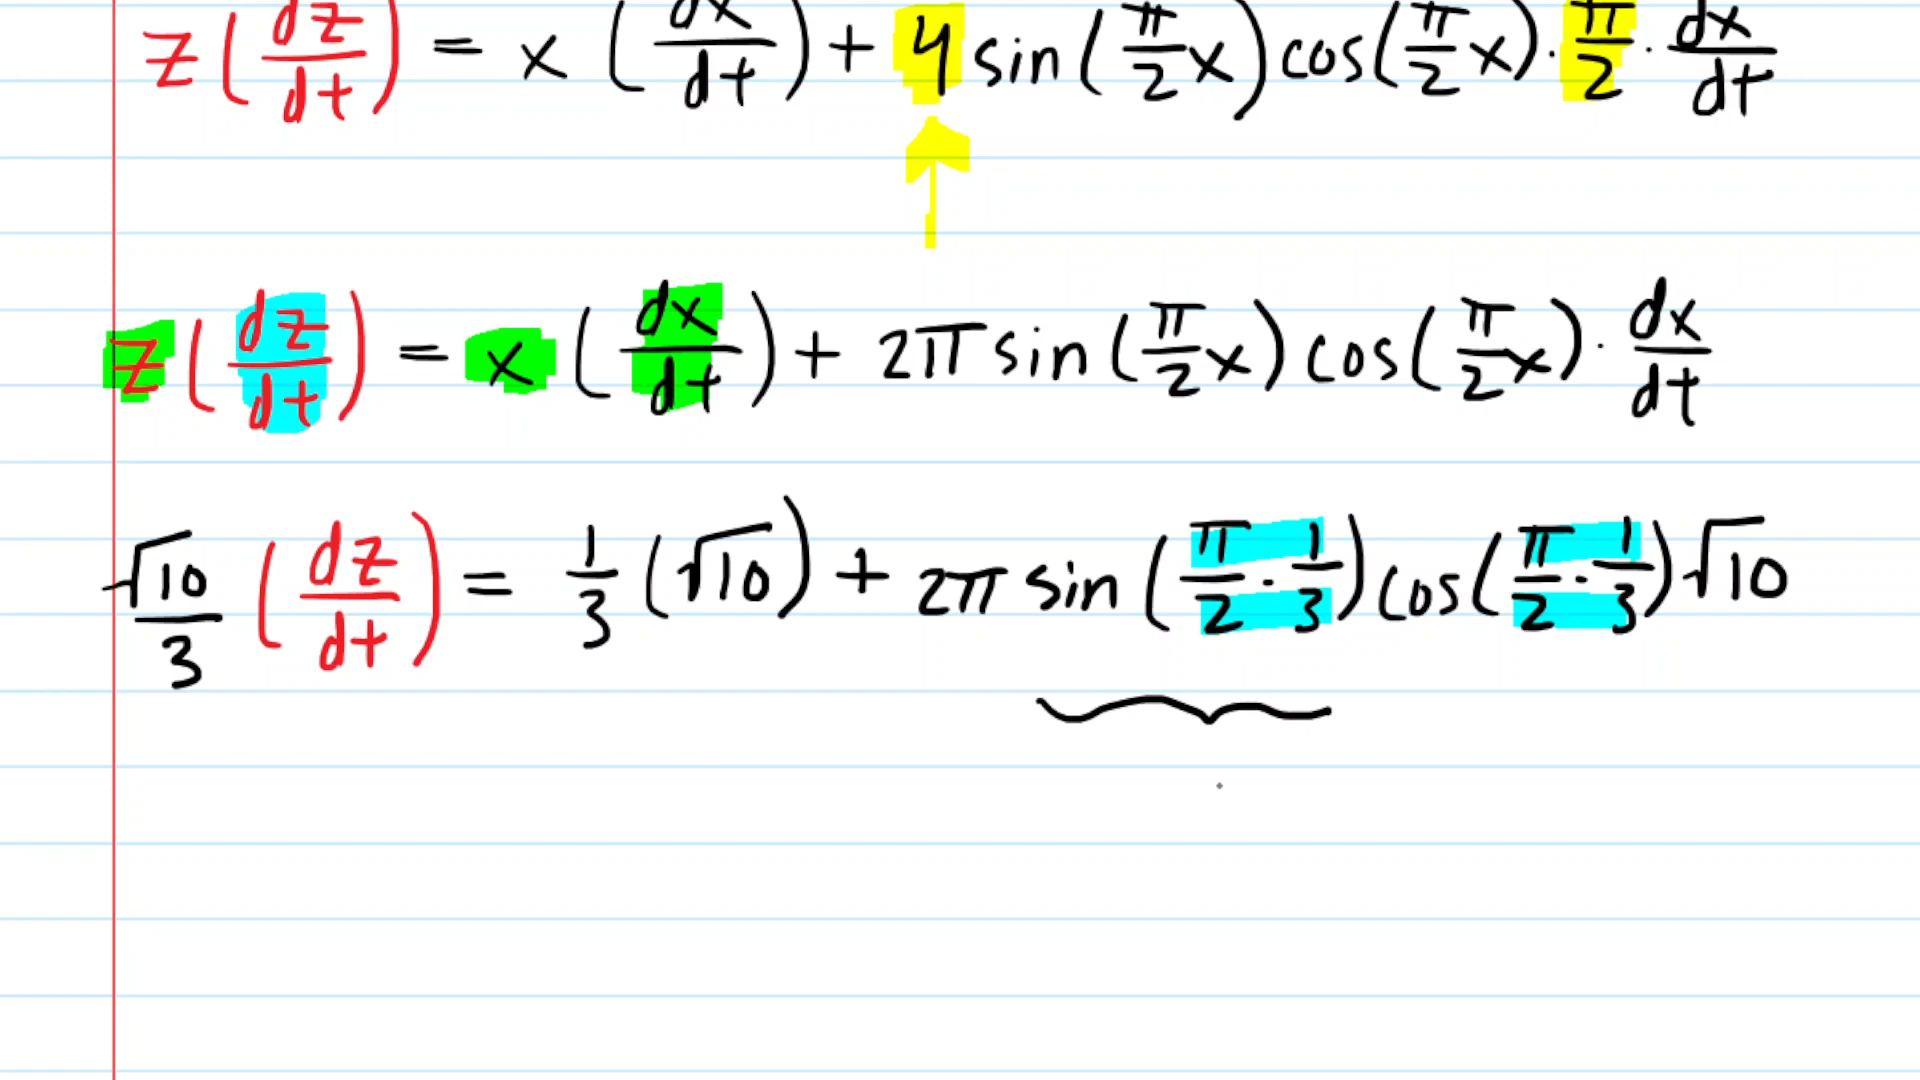 z(dz/dt) = x(dx/dt) + 4 sin(π/2 x) cos(π/2 x) · π/2 · dx/dt
z(dz/dt) = x(dx/dt) + 2π sin(π/2 x) cos(π/2 x) · dx/dt
√10/3 (dz/dt) = 1/3 (√10) + 2π sin(π/2 · 1/3) cos(π/2 · 1/3) √10